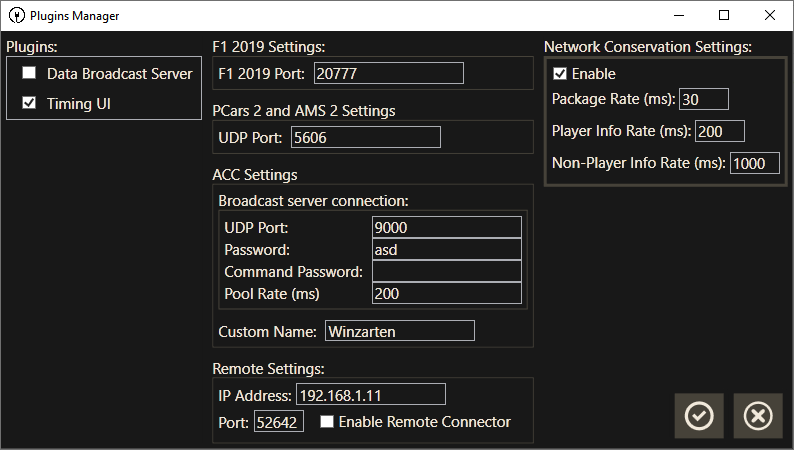 Plugins Manager
Plugins:
Data Broadcast Server
Timing UI
F1 2019 Settings:
F1 2019 Port: 20777
PCars 2 and AMS 2 Settings
UDP Port: 5606
ACC Settings
Broadcast server connection:
UDP Port: 9000
Password: asd
Command Password:
Pool Rate (ms) 200
Custom Name: Winzarten
Remote Settings:
IP Address: 192.168.1.11
Port: 52642 Enable Remote Connector
Network Conservation Settings:
Enable
Package Rate (ms): 30
Player Info Rate (ms): 200
Non-Player Info Rate (ms): 1000